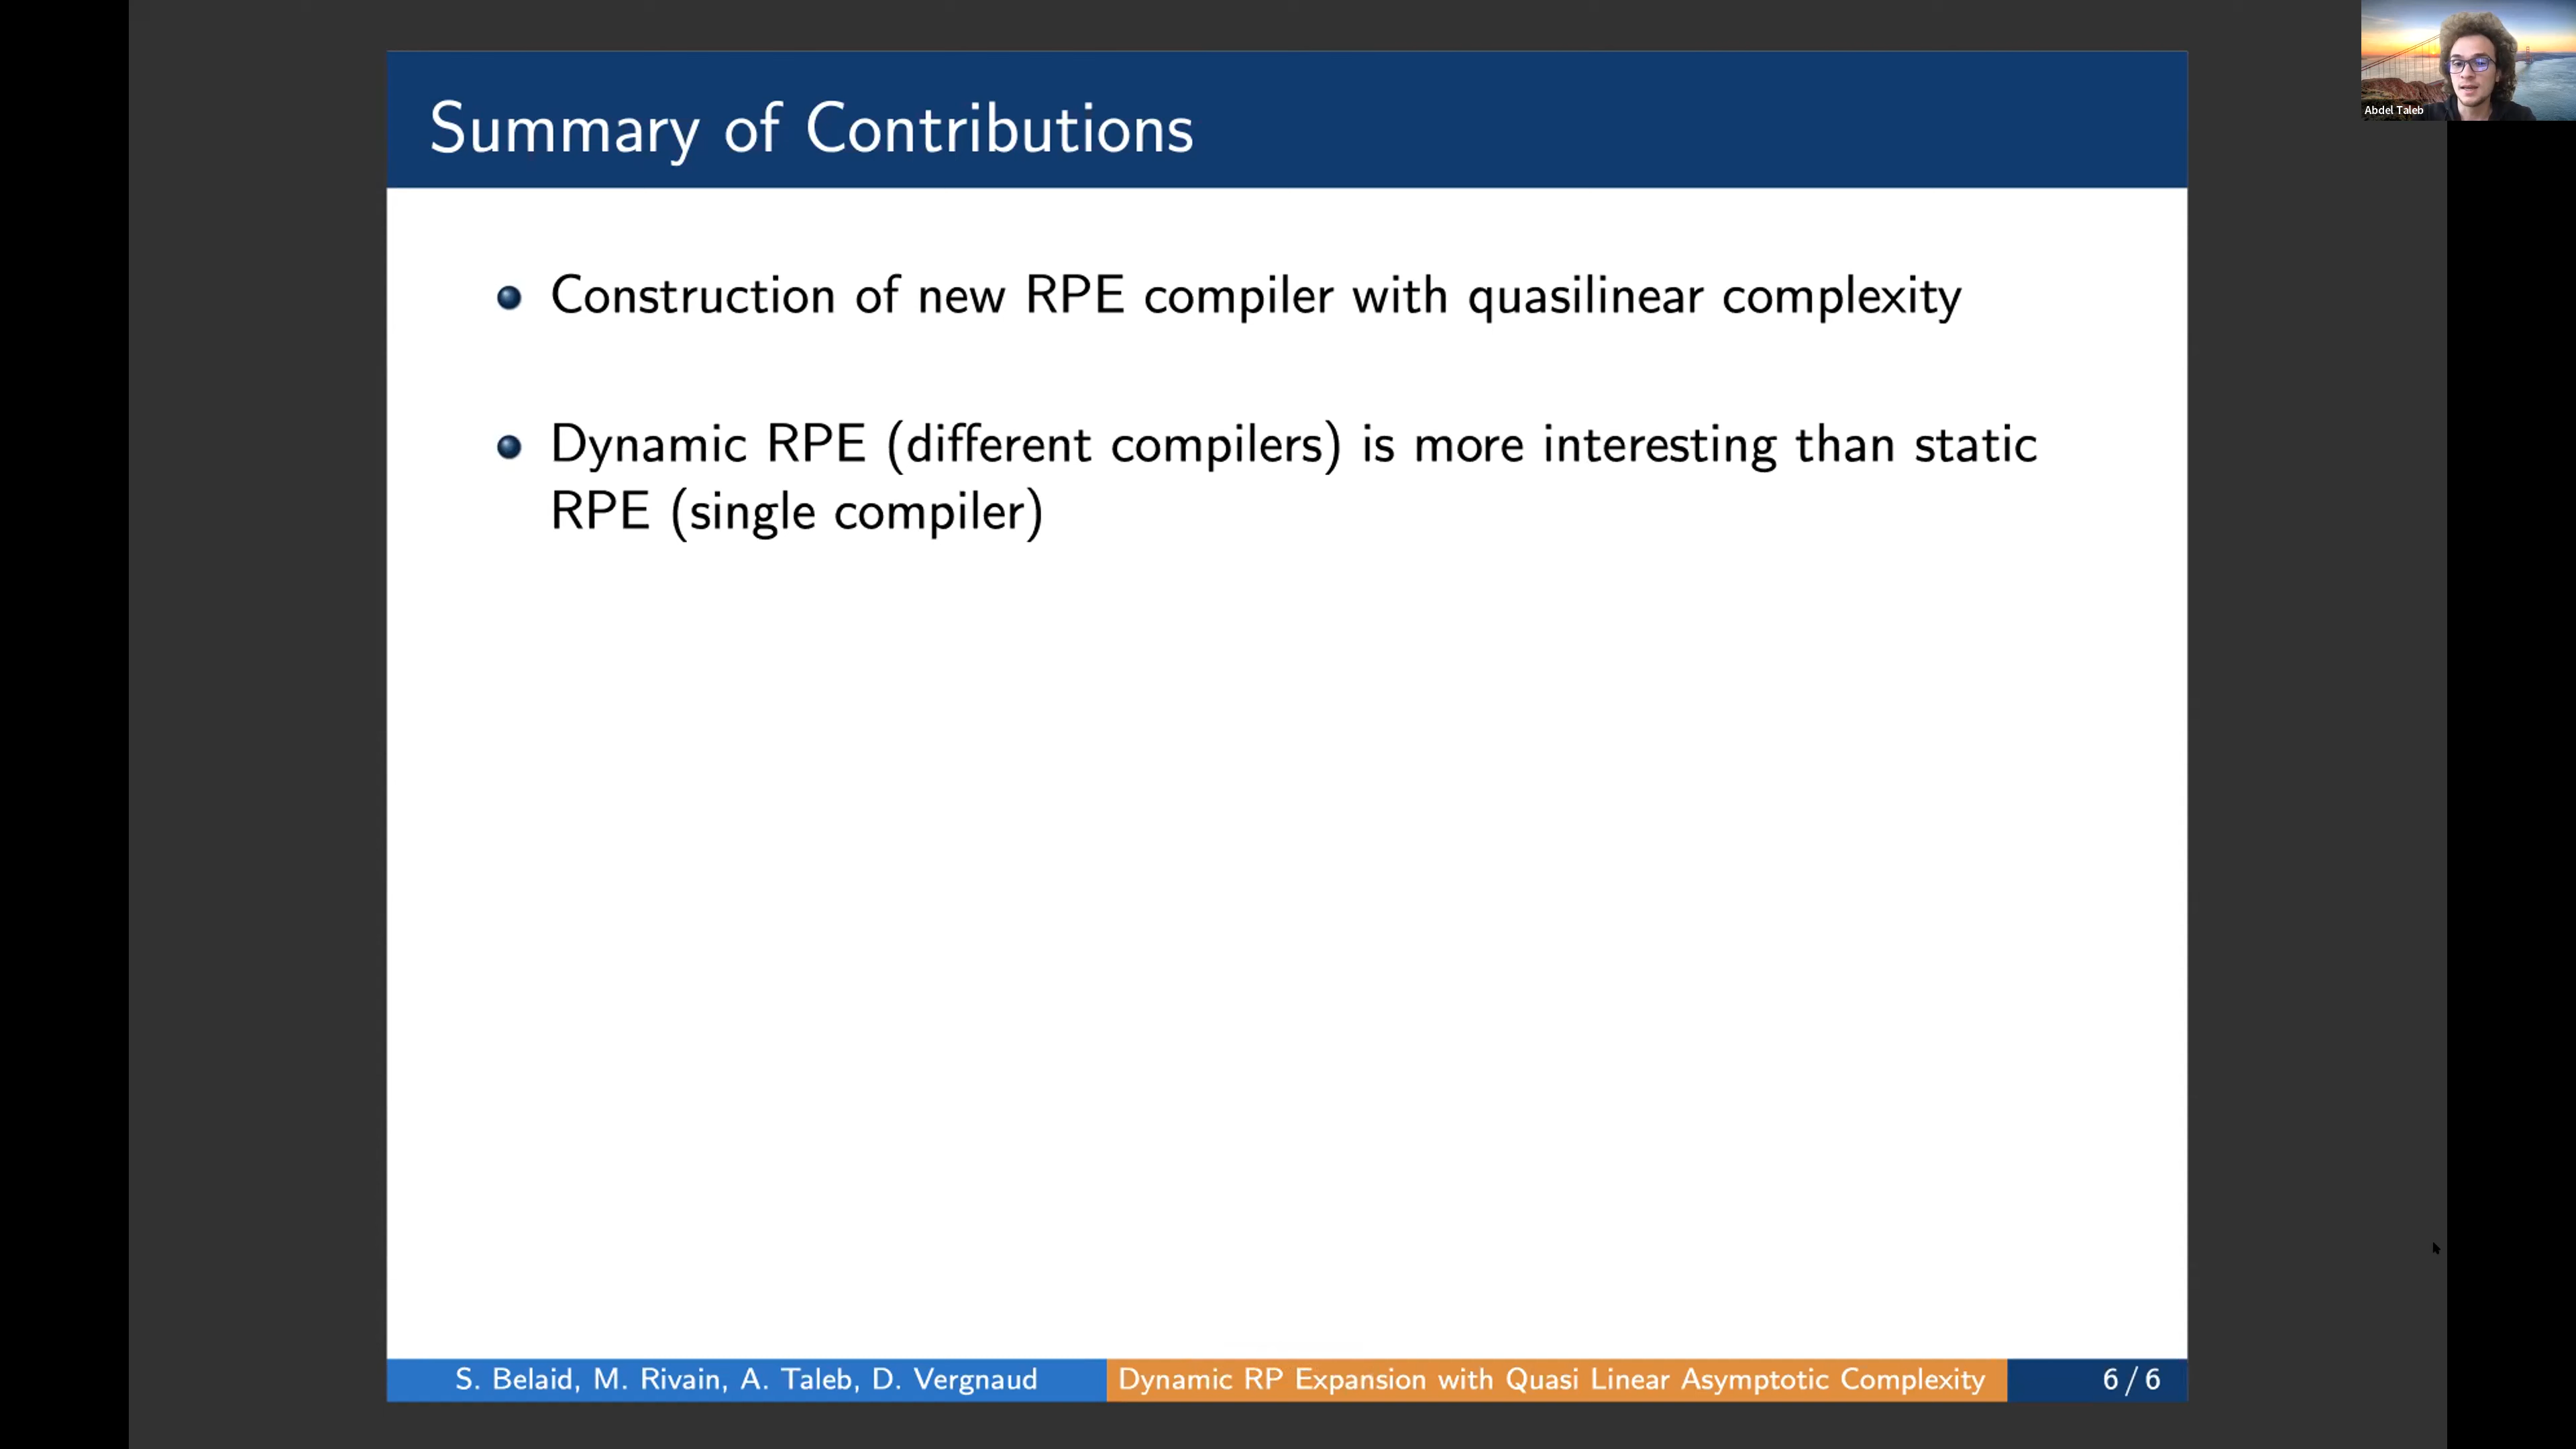 Abdel Taleb
Summary of Contributions
Construction of new RPE compiler with quasilinear complexity
Dynamic RPE (different compilers) is more interesting than static
RPE (single compiler)
S. Belaid, M. Rivain, A. Taleb, D. Vergnaud
Dynamic RP Expansion with Quasi Linear Asymptotic Complexity
6 / 6